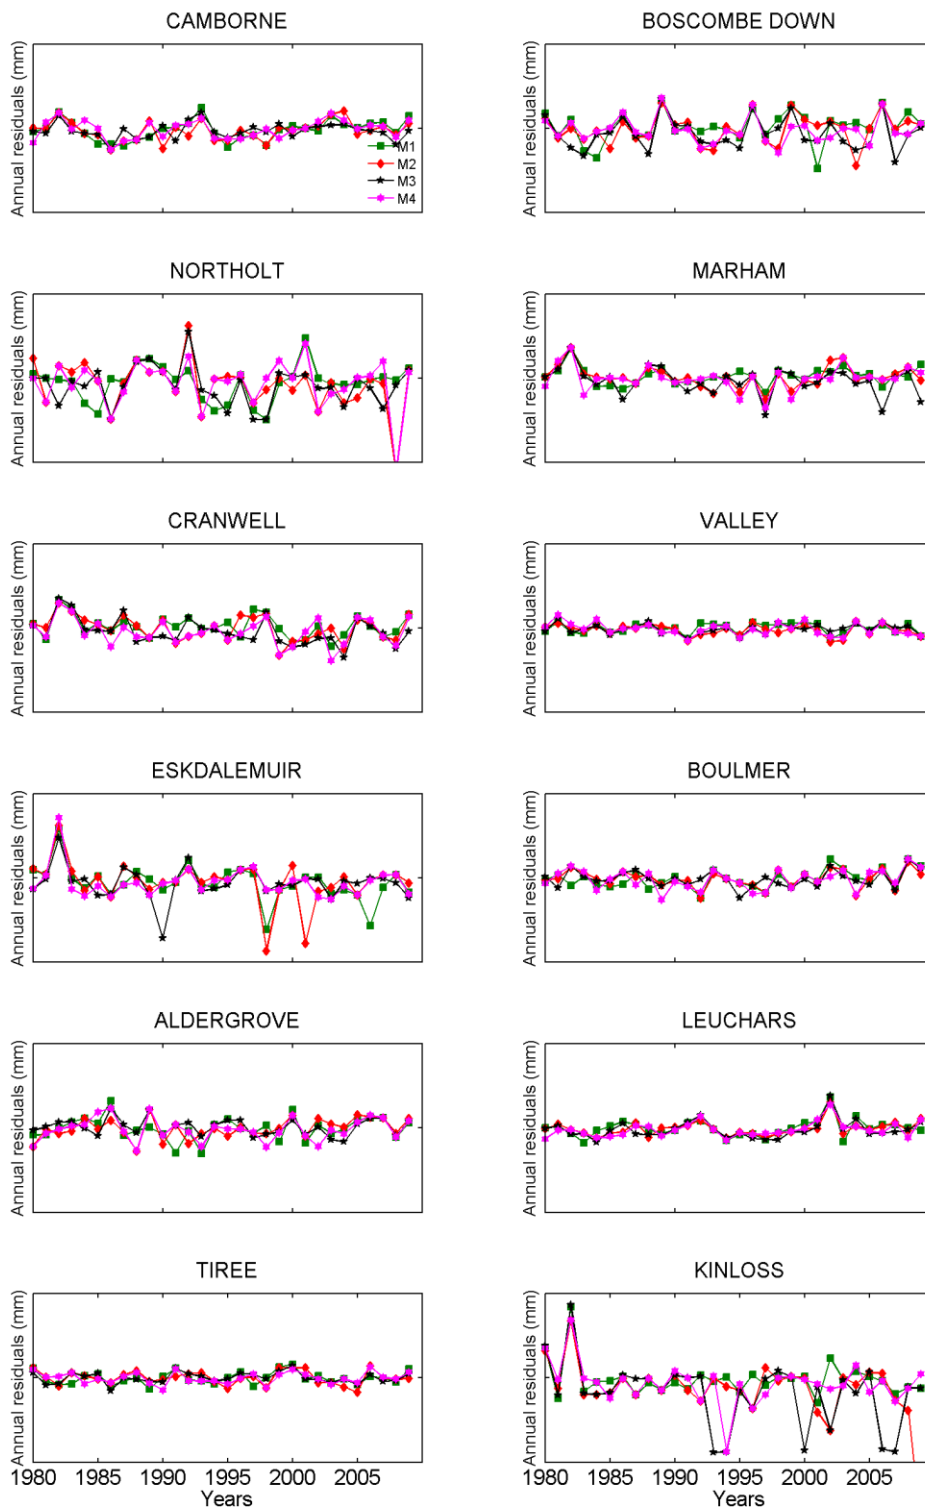 CAMBORNE
Annual residuals (mm)
M1
M2
M3
M4
BOSCOMBE DOWN
Annual residuals (mm)
NORTHOLT
Annual residuals (mm)
MARHAM
Annual residuals (mm)
CRANWELL
Annual residuals (mm)
VALLEY
Annual residuals (mm)
ESKDALEMUIR
Annual residuals (mm)
BOULMER
Annual residuals (mm)
ALDERGROVE
Annual residuals (mm)
LEUCHARS
Annual residuals (mm)
TIREE
Annual residuals (mm)
1980 1985 1990 1995 2000 2005
Years
KINLOSS
Annual residuals (mm)
1980 1985 1990 1995 2000 2005
Years